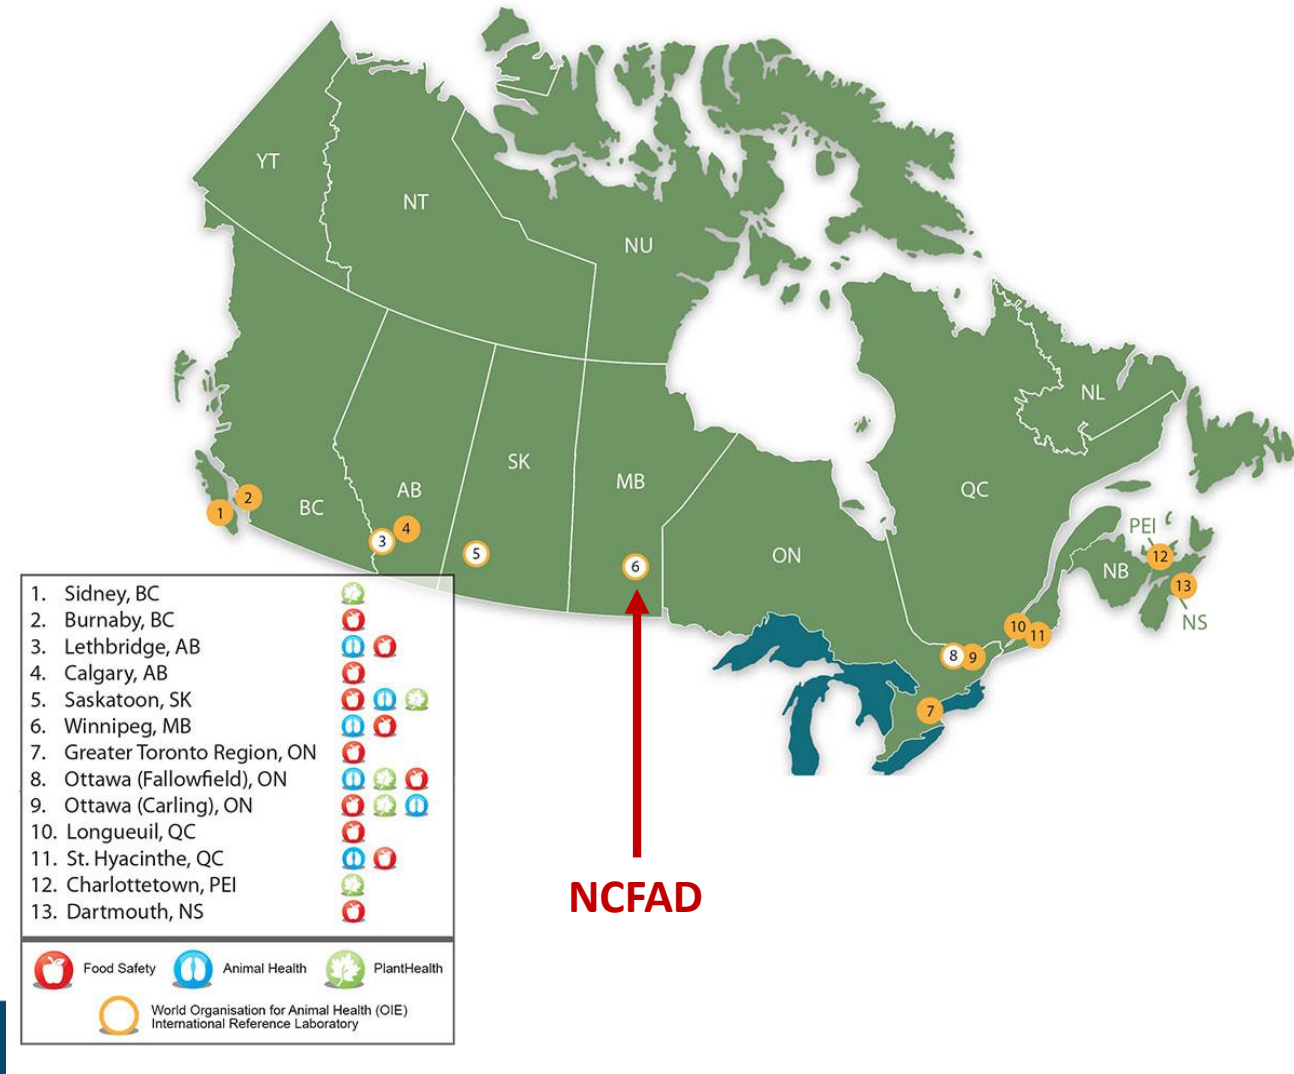 YT
NT
NU
NL
SK
MB
AB
BC
QC
ON
PEI
NB
NS
1
2
3
4
5
6
7
8
9
10
11
12
13
1. Sidney, BC
2. Burnaby, BC
3. Lethbridge, AB
4. Calgary, AB
5. Saskatoon, SK
6. Winnipeg, MB
7. Greater Toronto Region, ON
8. Ottawa (Fallowfield), ON
9. Ottawa (Carling), ON
10. Longueuil, QC
11. St. Hyacinthe, QC
12. Charlottetown, PEI
13. Dartmouth, NS
Food Safety Animal Health PlantHealth
World Organisation for Animal Health (OIE)
International Reference Laboratory
NCFAD